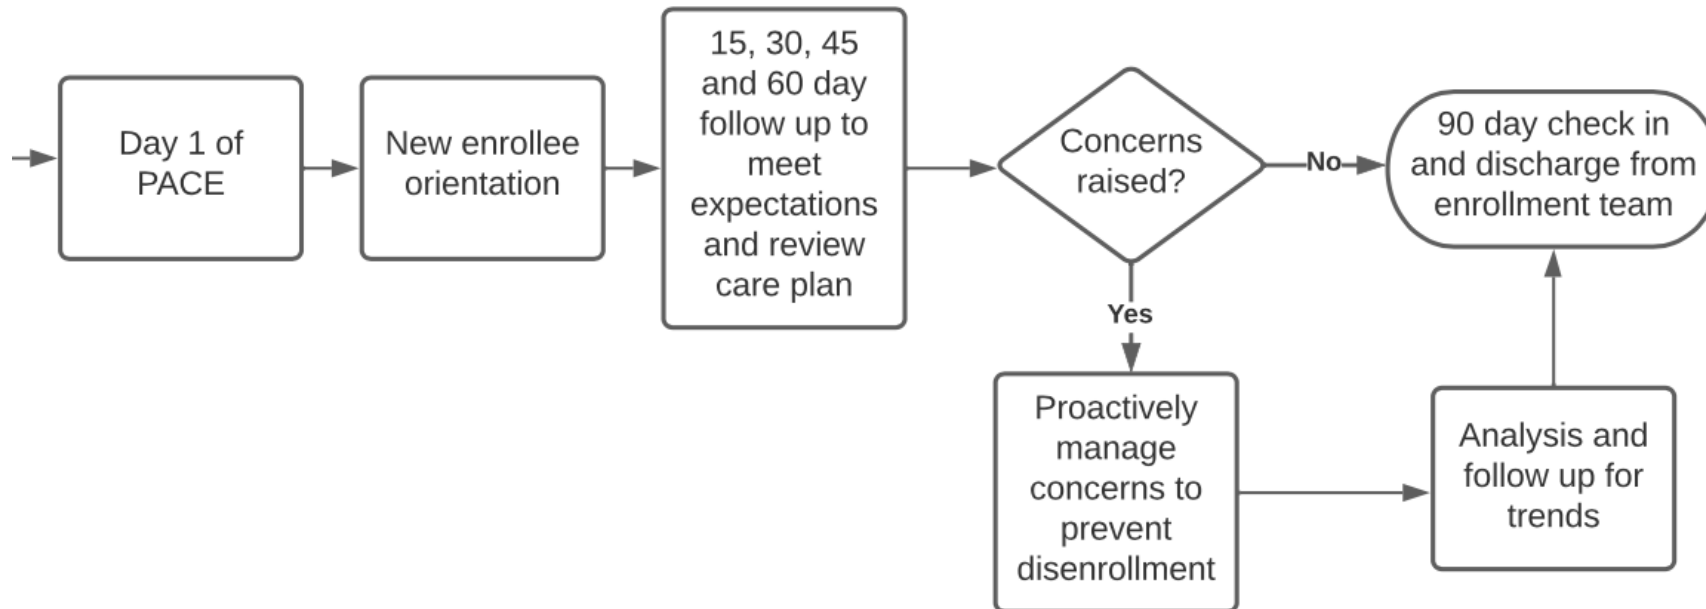 Day 1 of
PACE
New enrollee
orientation
15, 30, 45
and 60 day
follow up to
meet
expectations
and review
care plan
Concerns
raised?
No
90 day check in
and discharge from
enrollment team
Yes
Proactively
manage
concerns to
prevent
disenrollment
Analysis and
follow up for
trends